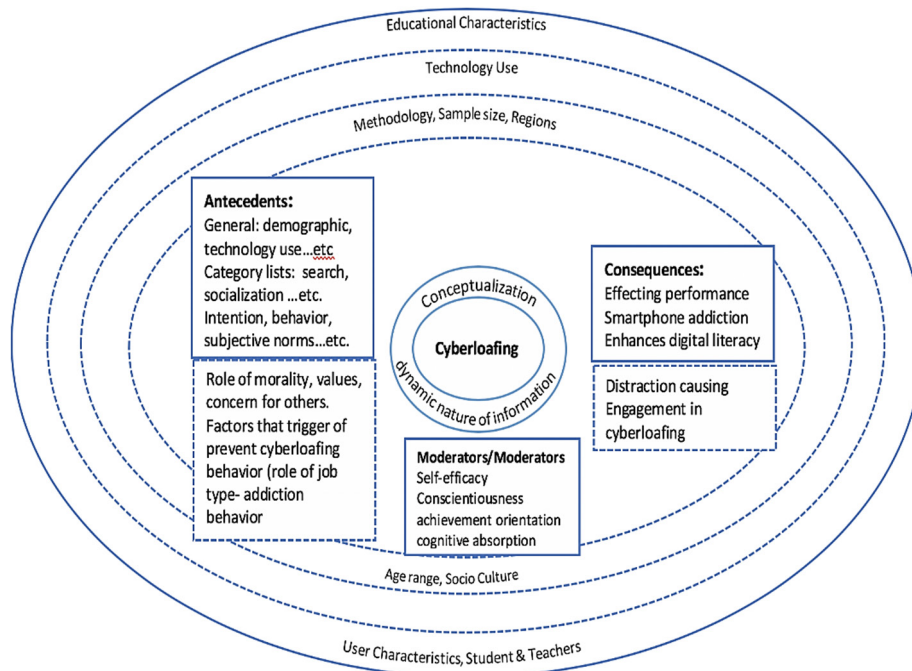 Educational Characteristics
Technology Use
Methodology, Sample size, Regions
Antecedents:
General: demographic,
technology use...etc
Category lists: search,
socialization ...etc.
Intention, behavior,
subjective norms...etc.
Role of morality, values,
concern for others.
Factors that trigger of
prevent cyberloafing
behavior (role of job
type- addiction
behavior
Conceptualization
Cyberloafing
dynamic nature of information
Moderators/Moderators
Self-efficacy
Conscientiousness
achievement orientation
cognitive absorption
Consequences:
Effecting performance
Smartphone addiction
Enhances digital literacy
Distraction causing
Engagement in
cyberloafing
Age range, Socio Culture
User Characteristics, Student & Teachers